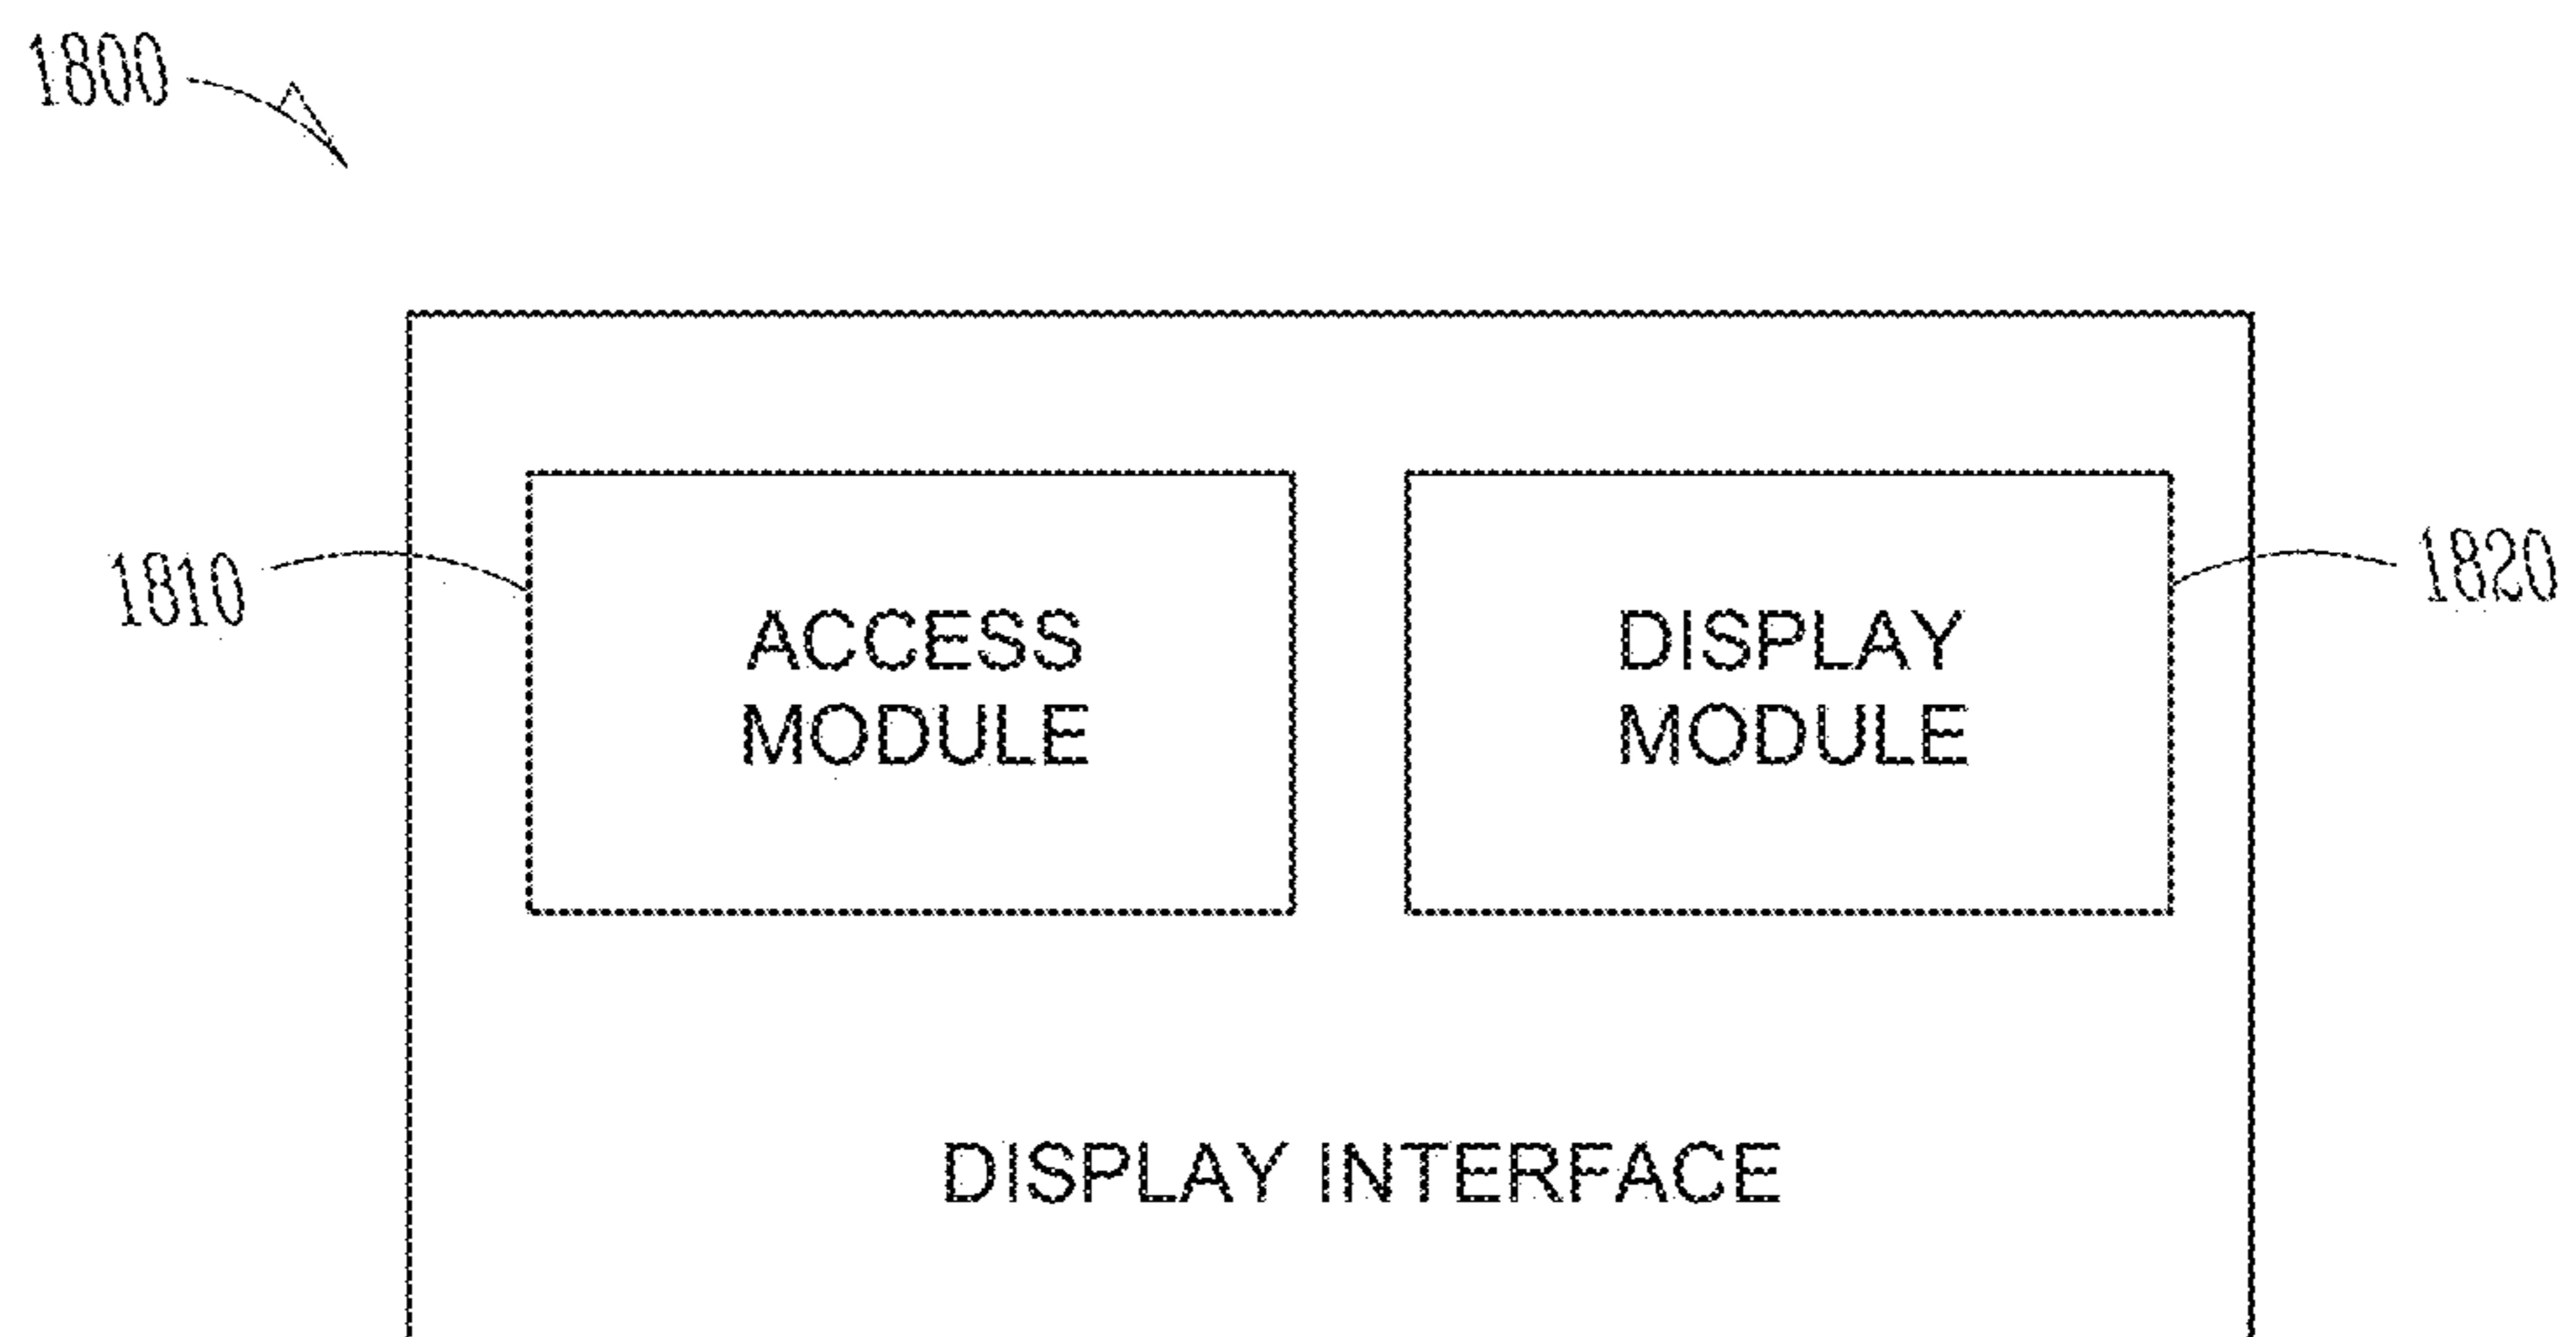 1800
1810
ACCESS
MODULE
DISPLAY
MODULE
1820
DISPLAY INTERFACE